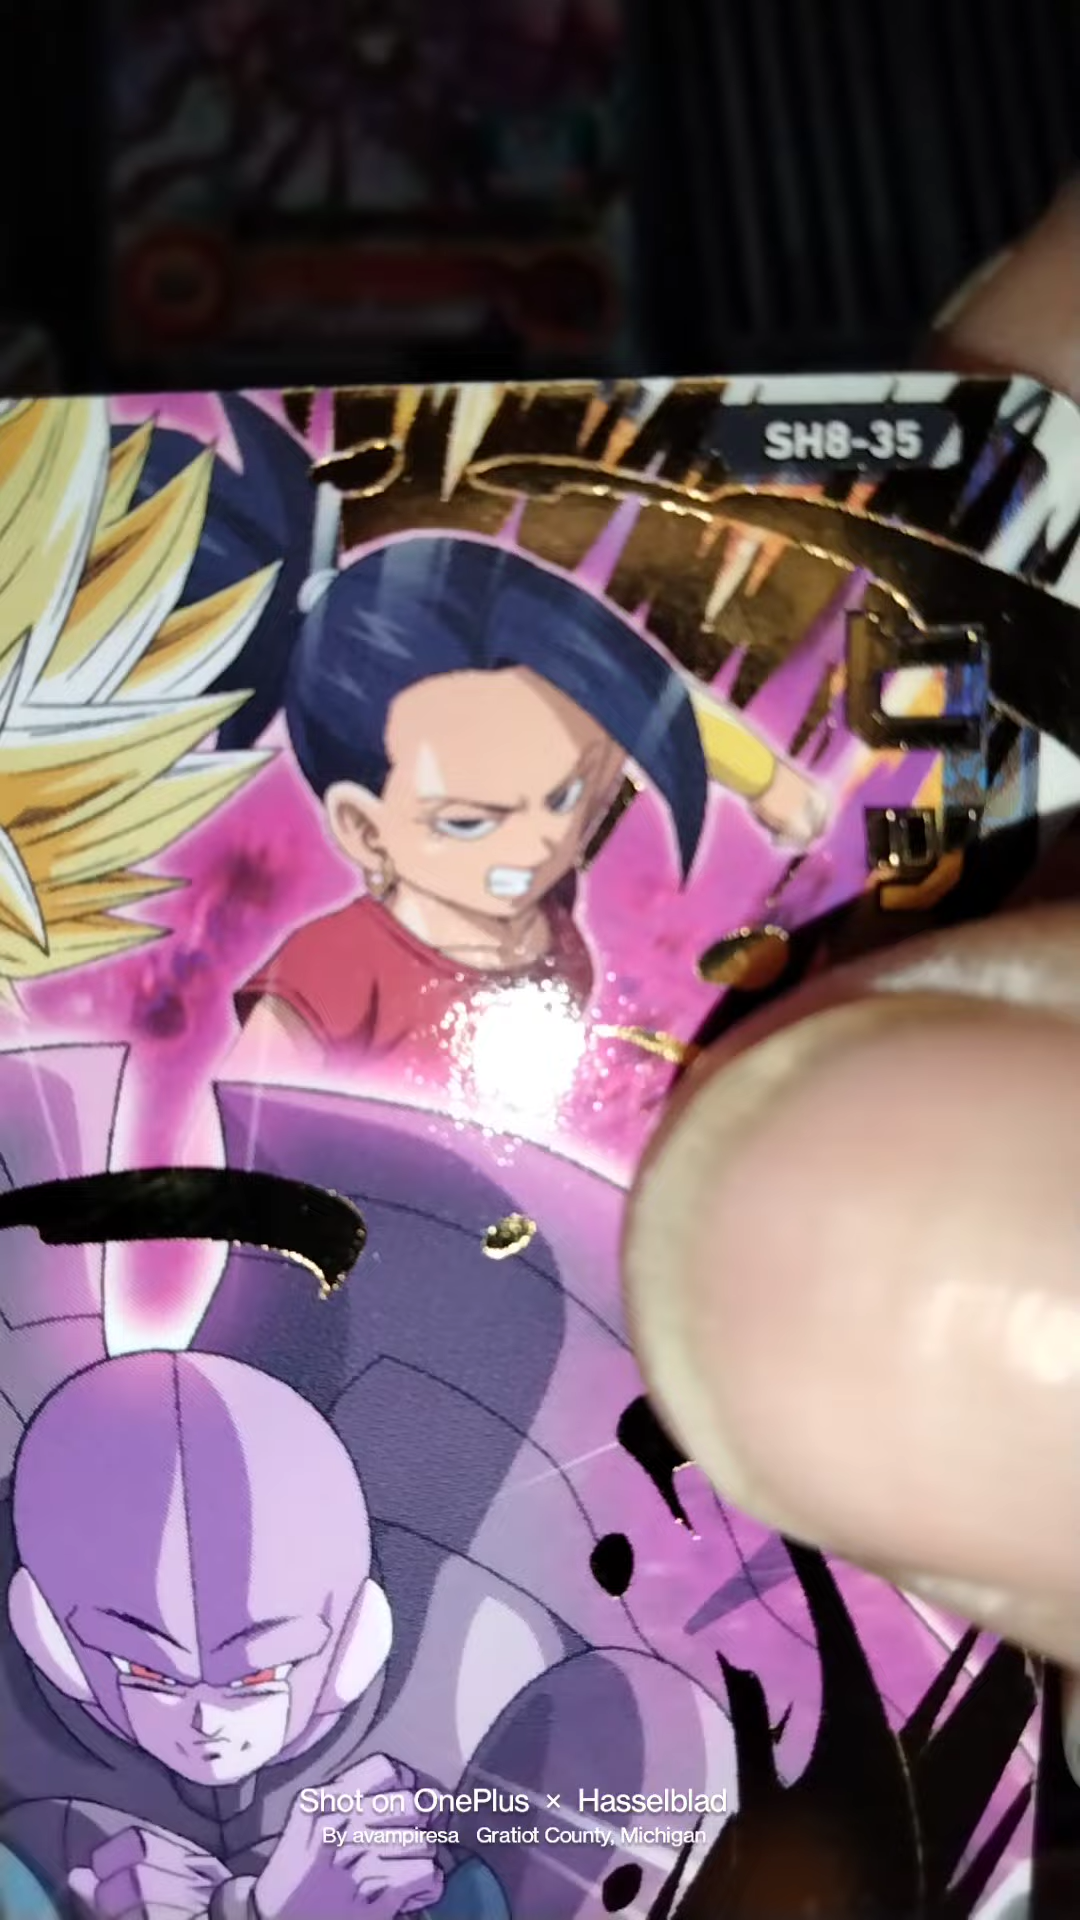 SH8-35
Shot on OnePlus × Hasselblad
By avampiresa Gratiot County, Michigan